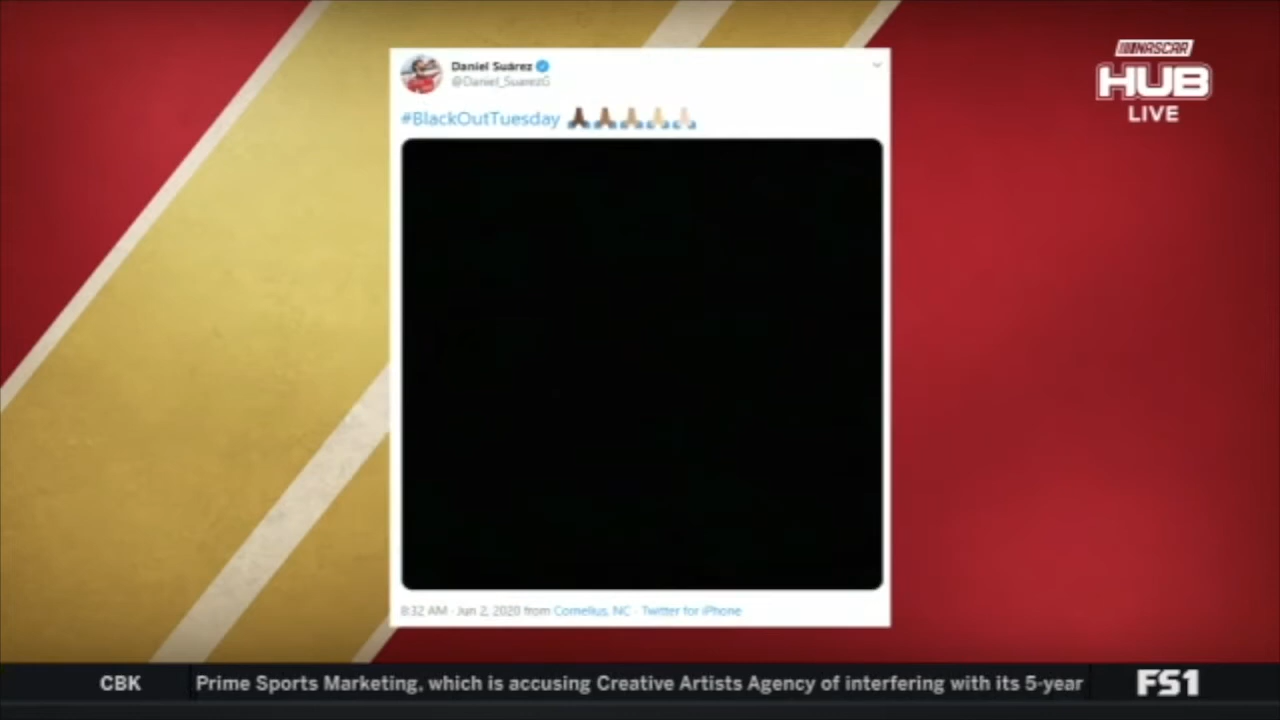 Daniel Suárez
@Daniel_SuarezG
#BlackOutTuesday 🙏🏿🙏🏾🙏🏽🙏🏼🙏🏻
8:32 AM · Jun 2, 2020 from Cornelius, NC · Twitter for iPhone
NASCAR
HUB
LIVE
CBK
Prime Sports Marketing, which is accusing Creative Artists Agency of interfering with its 5-year
FS1